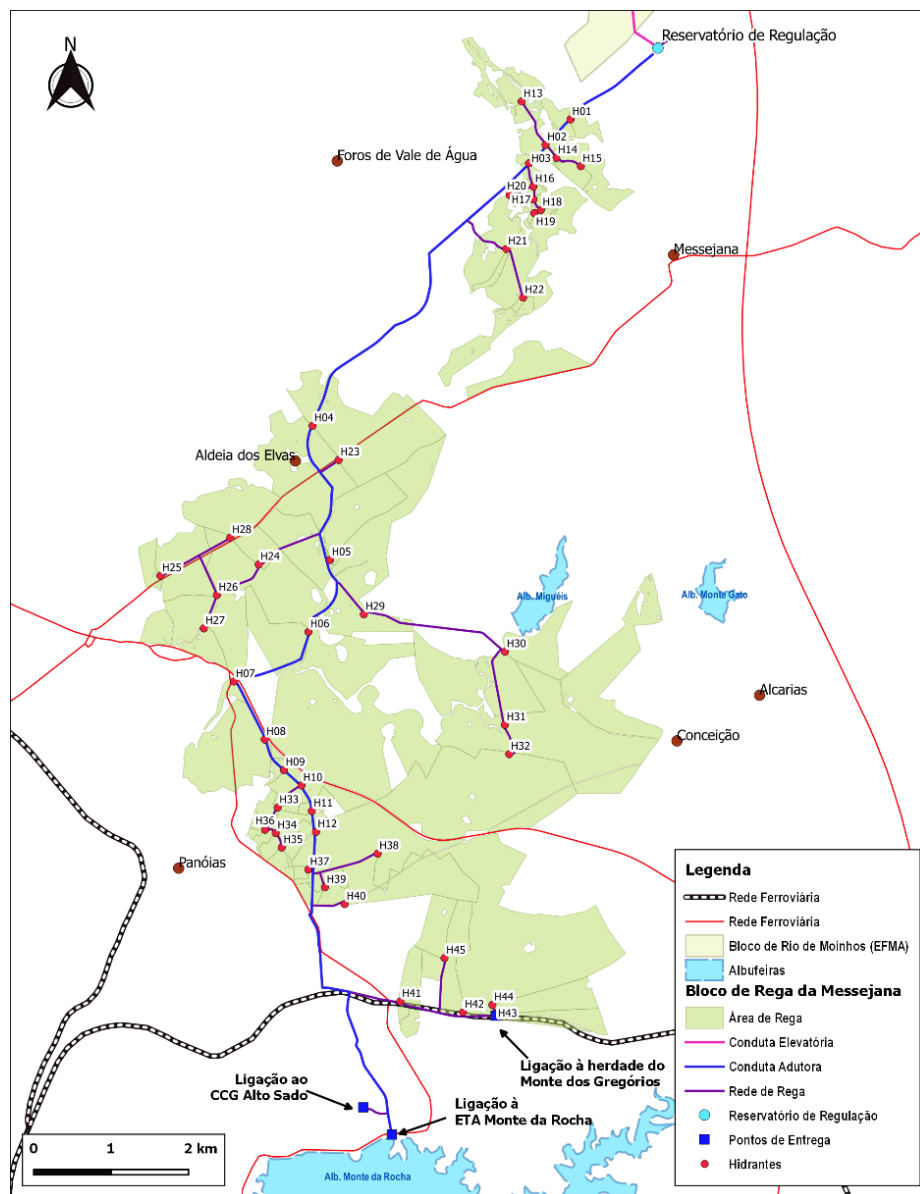 N
Reservatório de Regulação
H13
H01
H02
Foros de Vale de Água
H14
H03
H15
H16
H20
H17
H18
H19
H21
Messejana
H22
H04
Aldeia dos Elvas
H23
H28
H24
H05
H25
H26
Alb. Miguéis
Alb. Monte Gato
H29
H27
H06
H30
H07
Alcarias
H31
H08
Conceição
H32
H09
H10
H33
H11
H36
H34
H12
H35
H38
Panóias
H37
H39
H40
H45
H41
H44
H42
H43
Ligação à herdade do
Monte dos Gregórios
Ligação ao
CCG Alto Sado
Ligação à
ETA Monte da Rocha
Alb. Monte da Rocha
0 1 2 km
Legenda
Rede Ferroviária
Rede Ferroviária
Bloco de Rio de Moinhos (EFMA)
Albufeiras
Bloco de Rega da Messejana
Área de Rega
Conduta Elevatória
Conduta Adutora
Rede de Rega
Reservatório de Regulação
Pontos de Entrega
Hidrantes